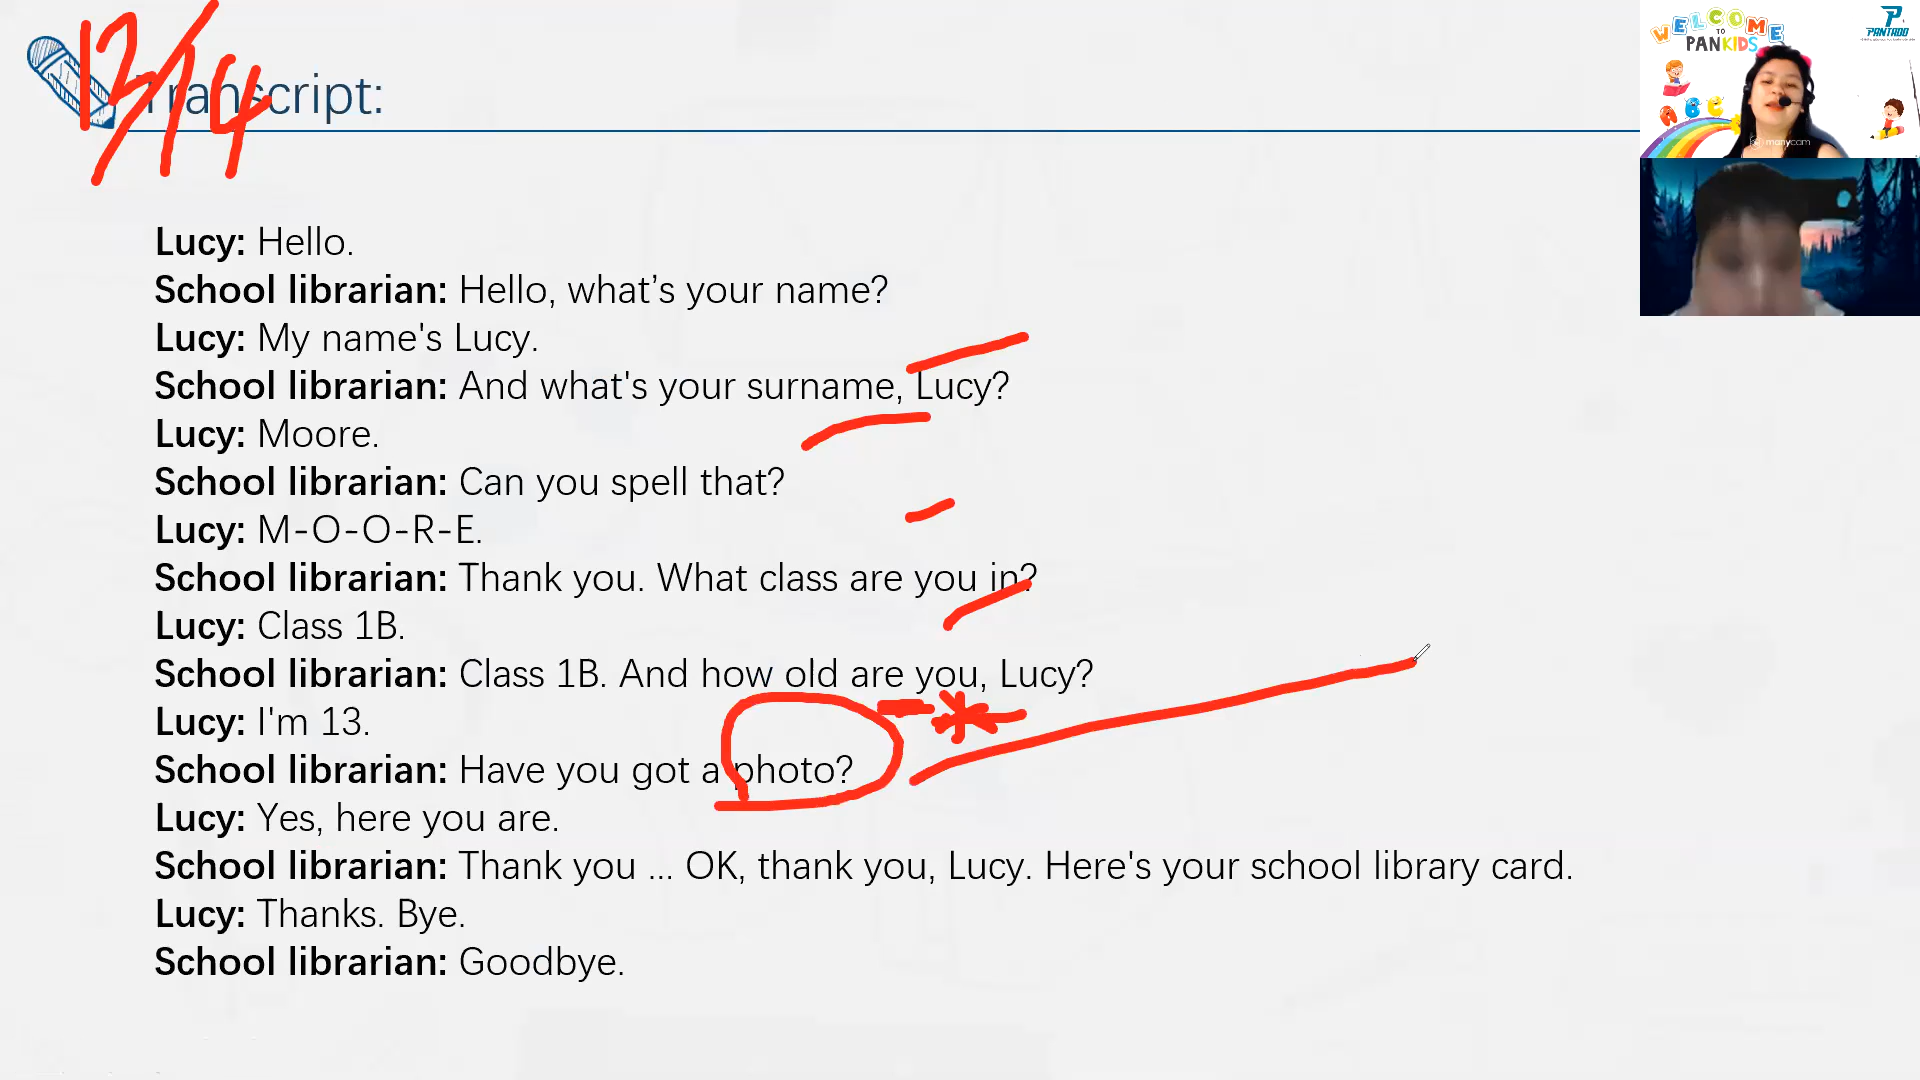 12/14
Transcript:
Lucy: Hello.
School librarian: Hello, what’s your name?
Lucy: My name's Lucy.
School librarian: And what's your surname, Lucy?
Lucy: Moore.
School librarian: Can you spell that?
Lucy: M-O-O-R-E.
School librarian: Thank you. What class are you in?
Lucy: Class 1B.
School librarian: Class 1B. And how old are you, Lucy?
Lucy: I'm 13.
School librarian: Have you got a photo?
Lucy: Yes, here you are.
School librarian: Thank you ... OK, thank you, Lucy. Here's your school library card.
Lucy: Thanks. Bye.
School librarian: Goodbye.
WELCOME
TO
PANKIDS
ABC
PANTADO
manycam